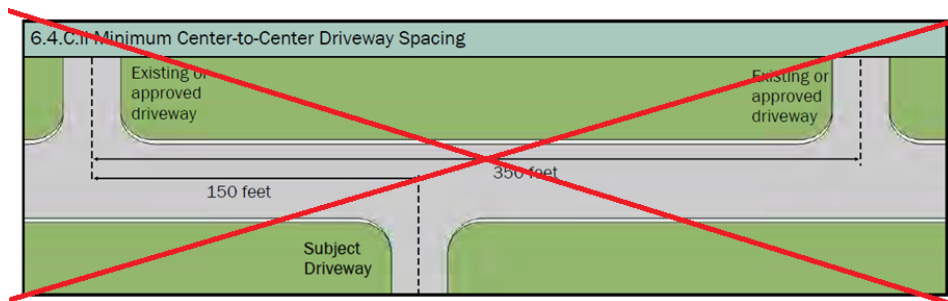 6.4.C.ii Minimum Center-to-Center Driveway Spacing
Existing or
approved
driveway
Existing or
approved
driveway
350 feet
150 feet
Subject
Driveway